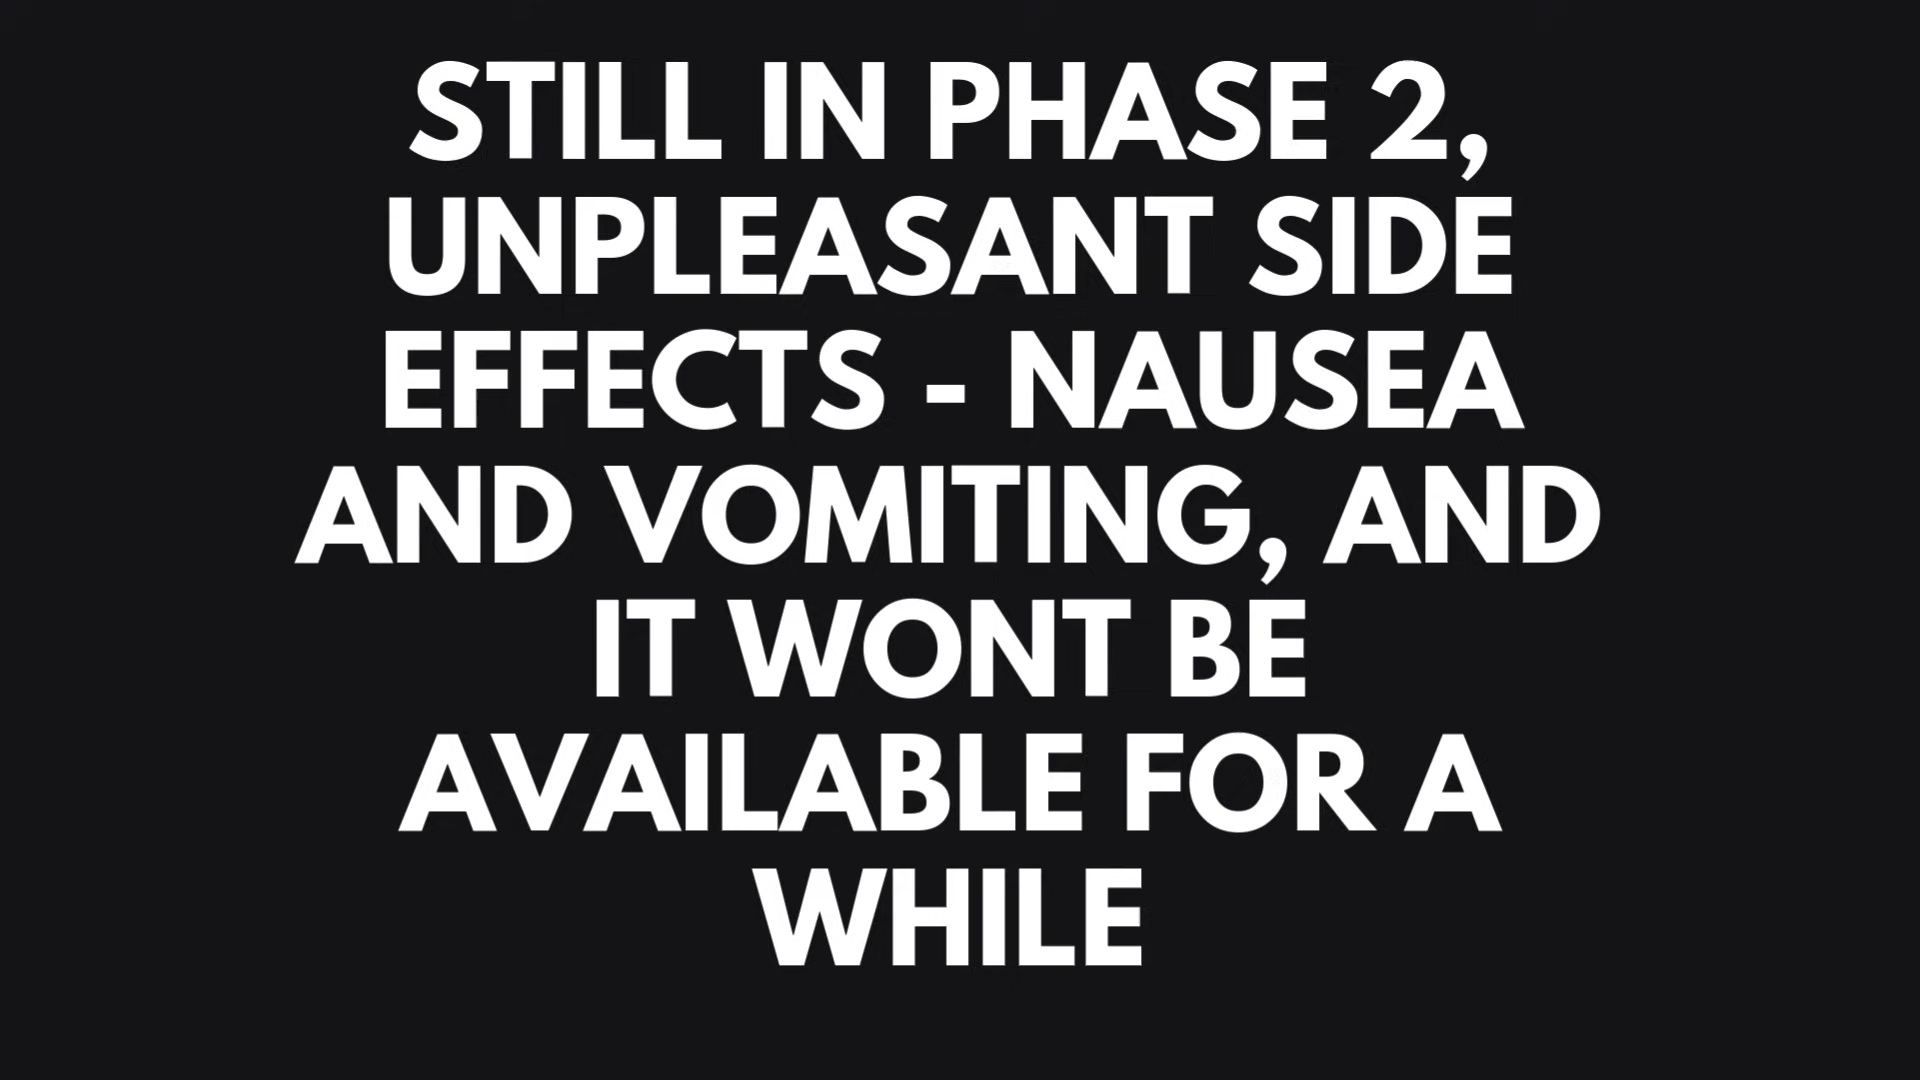 STILL IN PHASE 2,
UNPLEASANT SIDE
EFFECTS - NAUSEA
AND VOMITING, AND
IT WONT BE
AVAILABLE FOR A
WHILE